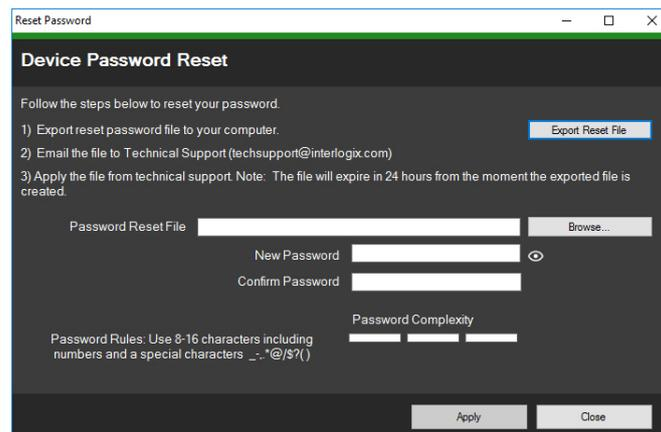 Reset Password
Device Password Reset
Follow the steps below to reset your password.
1) Export reset password file to your computer.
Export Reset File
2) Email the file to Technical Support (techsupport@interlogix.com)
3) Apply the file from technical support. Note: The file will expire in 24 hours from the moment the exported file is
created.
Password Reset File
Browse...
New Password
Confirm Password
Password Complexity
Password Rules: Use 8-16 characters including
numbers and a special characters _-,.*@/$?( )
Apply
Close